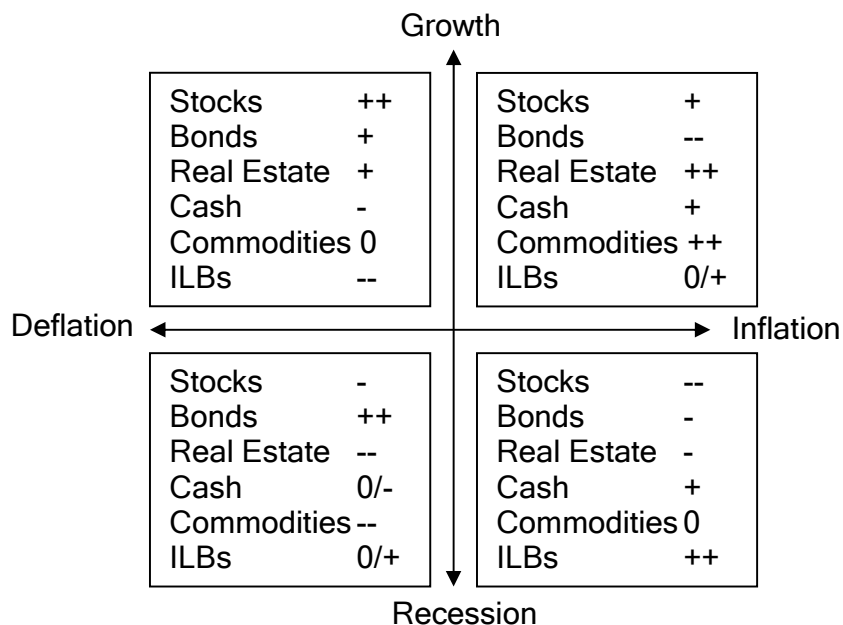 Growth
Stocks ++
Bonds +
Real Estate +
Cash -
Commodities 0
ILBs --
Stocks +
Bonds --
Real Estate ++
Cash +
Commodities ++
ILBs 0/+
Deflation
Inflation
Stocks -
Bonds ++
Real Estate --
Cash 0/-
Commodities --
ILBs 0/+
Stocks --
Bonds -
Real Estate -
Cash +
Commodities 0
ILBs ++
Recession